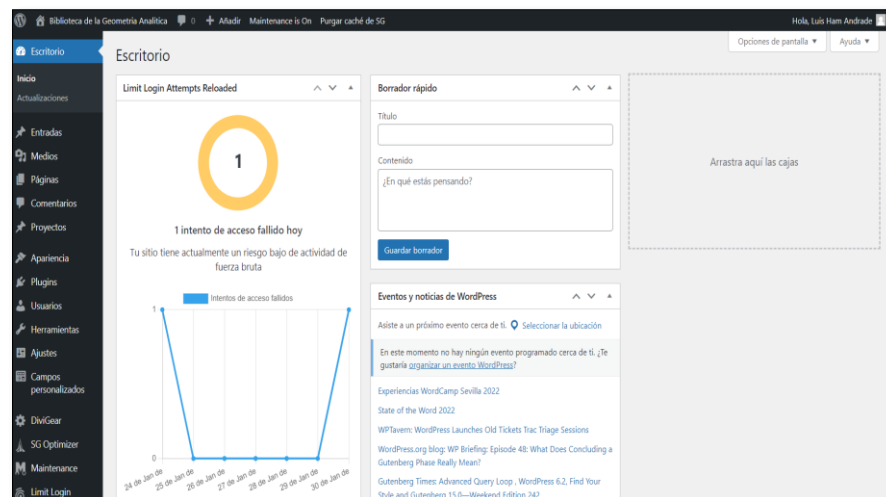 Biblioteca de la Geometría Analítica 0 Añadir Maintenance is On Purgar caché de SG Hola, Luis Ham Andrade
Opciones de pantalla ▼ Ayuda ▼
Escritorio
Inicio
Actualizaciones
Entradas
Medios
Páginas
Comentarios
Proyectos
Apariencia
Plugins
Usuarios
Herramientas
Ajustes
Campos
personalizados
DiviGear
SG Optimizer
Maintenance
Limit Login
Escritorio
Limit Login Attempts Reloaded
1
1 intento de acceso fallido hoy
Tu sitio tiene actualmente un riesgo bajo de actividad de
fuerza bruta
Intentos de acceso fallidos
1
0
24 de Jan de
25 de Jan de
26 de Jan de
27 de Jan de
28 de Jan de
29 de Jan de
30 de Jan de
Borrador rápido
Título
Contenido
¿En qué estás pensando?
Guardar borrador
Eventos y noticias de WordPress
Asiste a un próximo evento cerca de ti. Seleccionar la ubicación
En este momento no hay ningún evento programado cerca de ti. ¿Te
gustaría organizar un evento WordPress?
Experiencias WordCamp Sevilla 2022
State of the Word 2022
WPTavern: WordPress Launches Old Tickets Trac Triage Sessions
WordPress.org blog: WP Briefing: Episode 48: What Does Concluding a
Gutenberg Phase Really Mean?
Gutenberg Times: Advanced Query Loop , WordPress 6.2, Find Your
Style and Gutenberg 15.0—Weekend Edition 242
Arrastra aquí las cajas